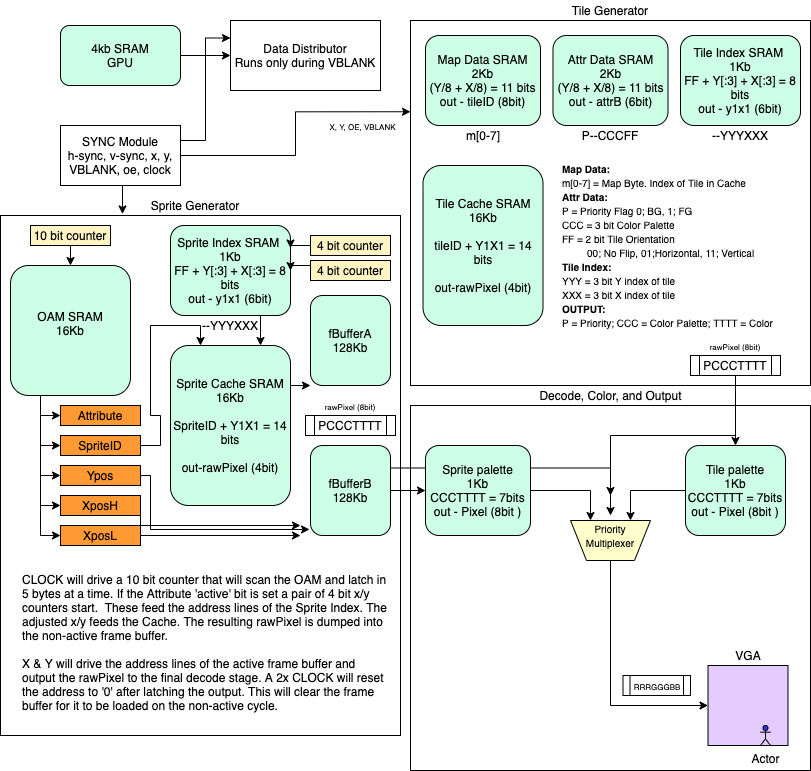 Tile Generator
4kb SRAM
GPU
Data Distributor
Runs only during VBLANK
Map Data SRAM
2Kb
(Y/8 + X/8) = 11 bits
out - tileID (8bit)
Attr Data SRAM
2Kb
(Y/8 + X/8) = 11 bits
out - attrB (6bit)
Tile Index SRAM
1Kb
FF + Y[:3] + X[:3] = 8
bits
out - y1x1 (6bit)
m[0-7]
P--CCCFF
--YYYXXX
X, Y, OE, VBLANK
SYNC Module
h-sync, v-sync, x, y,
VBLANK, oe, clock
Tile Cache SRAM
16Kb
tileID + Y1X1 = 14
bits
out-rawPixel (4bit)
Map Data:
m[0-7] = Map Byte. Index of Tile in Cache
Attr Data:
P = Priority Flag 0; BG, 1; FG
CCC = 3 bit Color Palette
FF = 2 bit Tile Orientation
00; No Flip, 01;Horizontal, 11; Vertical
Tile Index:
YYY = 3 bit Y index of tile
XXX = 3 bit X index of tile
OUTPUT:
P = Priority; CCC = Color Palette; TTTT = Color
rawPixel (8bit)
PCCCTTTT
Sprite Generator
10 bit counter
OAM SRAM
16Kb
Sprite Index SRAM
1Kb
FF + Y[:3] + X[:3] = 8
bits
out - y1x1 (6bit)
4 bit counter
4 bit counter
--YYYXXX
Sprite Cache SRAM
16Kb
SpriteID + Y1X1 = 14
bits
out-rawPixel (4bit)
fBufferA
128Kb
rawPixel (8bit)
PCCCTTTT
fBufferB
128Kb
Attribute
SpriteID
Ypos
XposH
XposL
CLOCK will drive a 10 bit counter that will scan the OAM and latch in
5 bytes at a time. If the Attribute 'active' bit is set a pair of 4 bit x/y
counters start.  These feed the address lines of the Sprite Index. The
adjusted x/y feeds the Cache. The resulting rawPixel is dumped into
the non-active frame buffer.
X & Y will drive the address lines of the active frame buffer and
output the rawPixel to the final decode stage. A 2x CLOCK will reset
the address to '0' after latching the output. This will clear the frame
buffer for it to be loaded on the non-active cycle.
Decode, Color, and Output
Sprite palette
1Kb
CCCTTTT = 7bits
out - Pixel (8bit )
Tile palette
1Kb
CCCTTTT = 7bits
out - Pixel (8bit )
Priority
Multiplexer
RRRGGGBB
VGA
Actor